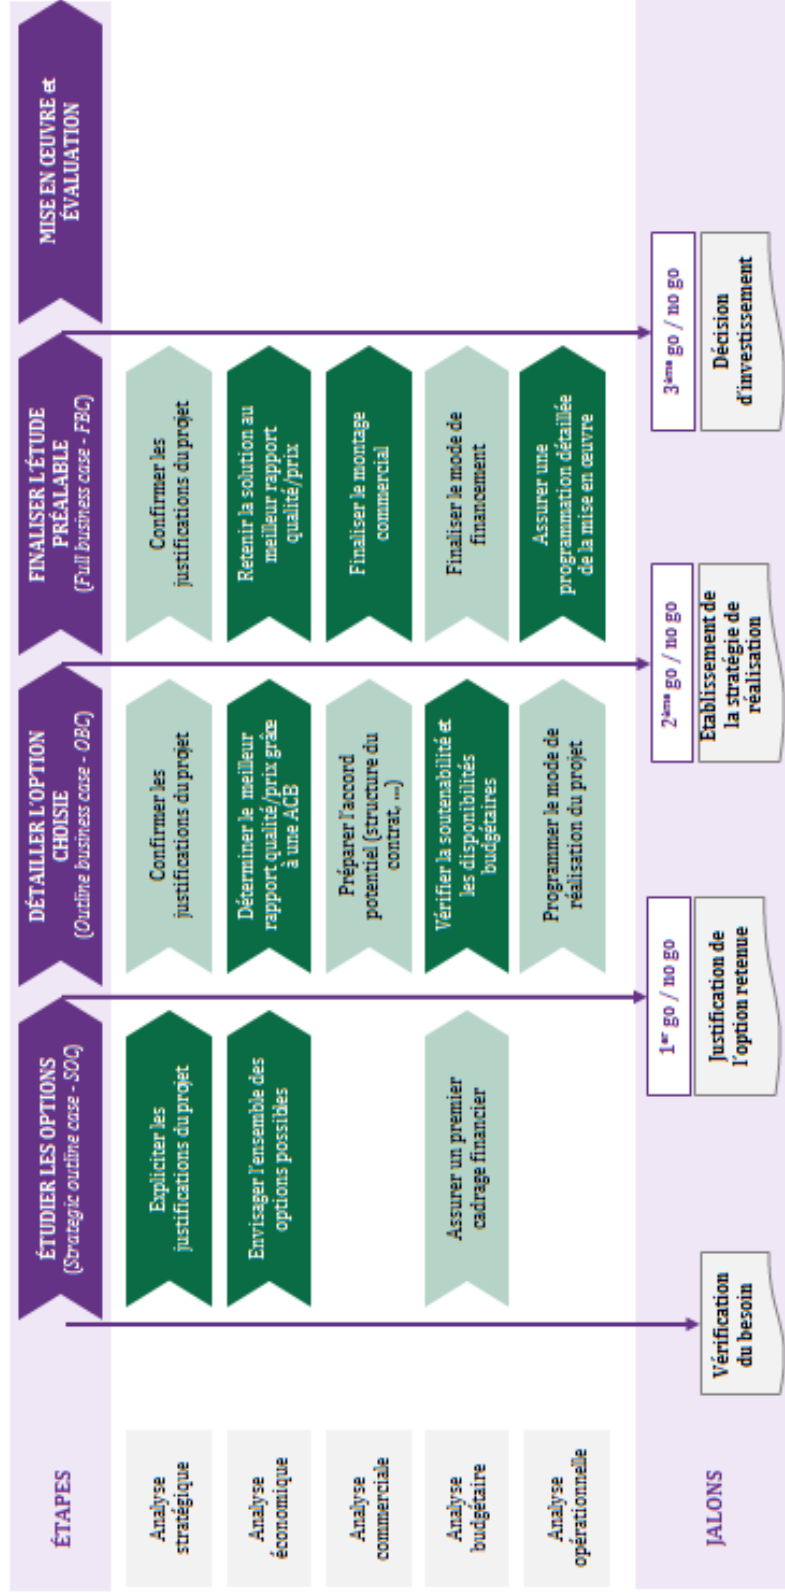 ÉTAPES
ÉTUDIER LES OPTIONS
(Strategic outline case - SOC)
DÉTAILLER L'OPTION
CHOISIE
(Outline business case - OBC)
FINALISER L'ÉTUDE
PRÉALABLE
(Full business case - FBC)
MISE EN ŒUVRE et
ÉVALUATION
Analyse
stratégique
Expliciter les
justifications du projet
Confirmer les
justifications du projet
Confirmer les
justifications du projet
Analyse
économique
Envisager l'ensemble des
options possibles
Déterminer le meilleur
rapport qualité/prix grâce
à une ACB
Retenir la solution au
meilleur rapport
qualité/prix
Analyse
commerciale
Préparer l'accord
potentiel (structure du
contrat, ...)
Finaliser le montage
commercial
Analyse
budgétaire
Assurer un premier
cadrage financier
Vérifier la soutenabilité et
les disponibilités
budgétaires
Finaliser le mode de
financement
Analyse
opérationnelle
Programmer le mode de
réalisation du projet
Assurer une
programmation détaillée
de la mise en œuvre
JALONS
Vérification
du besoin
1er go / no go
Justification de
l'option retenue
2ème go / no go
Etablissement de
la stratégie de
réalisation
3ème go / no go
Décision
d'investissement